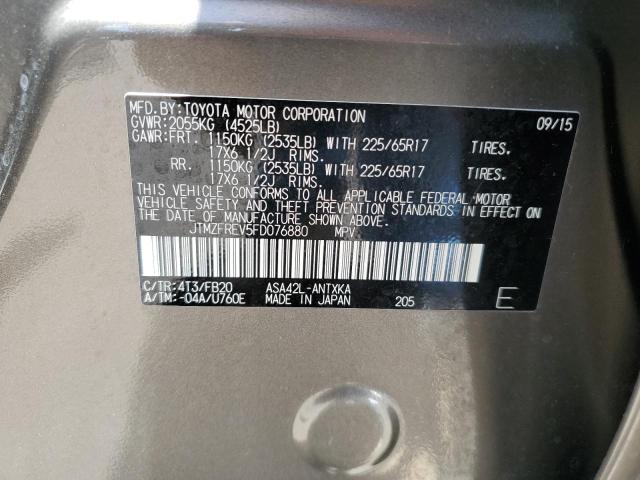 MFD.BY:TOYOTA MOTOR CORPORATION 09/15
GVWR:2055KG (4525LB)
GAWR:FRT. 1150KG (2535LB) WITH 225/65R17 TIRES.
17X6 1/2J RIMS.
RR. 1150KG (2535LB) WITH 225/65R17 TIRES.
17X6 1/2J RIMS.
THIS VEHICLE CONFORMS TO ALL APPLICABLE FEDERAL MOTOR
VEHICLE SAFETY AND THEFT PREVENTION STANDARDS IN EFFECT ON
THE DATE OF MANUFACTURE SHOWN ABOVE.
JTMZFREV5FD076880 MPV
C/TR:4T3/FB20 ASA42L-ANTXKA
A/TM:-04A/U760E MADE IN JAPAN 205 E